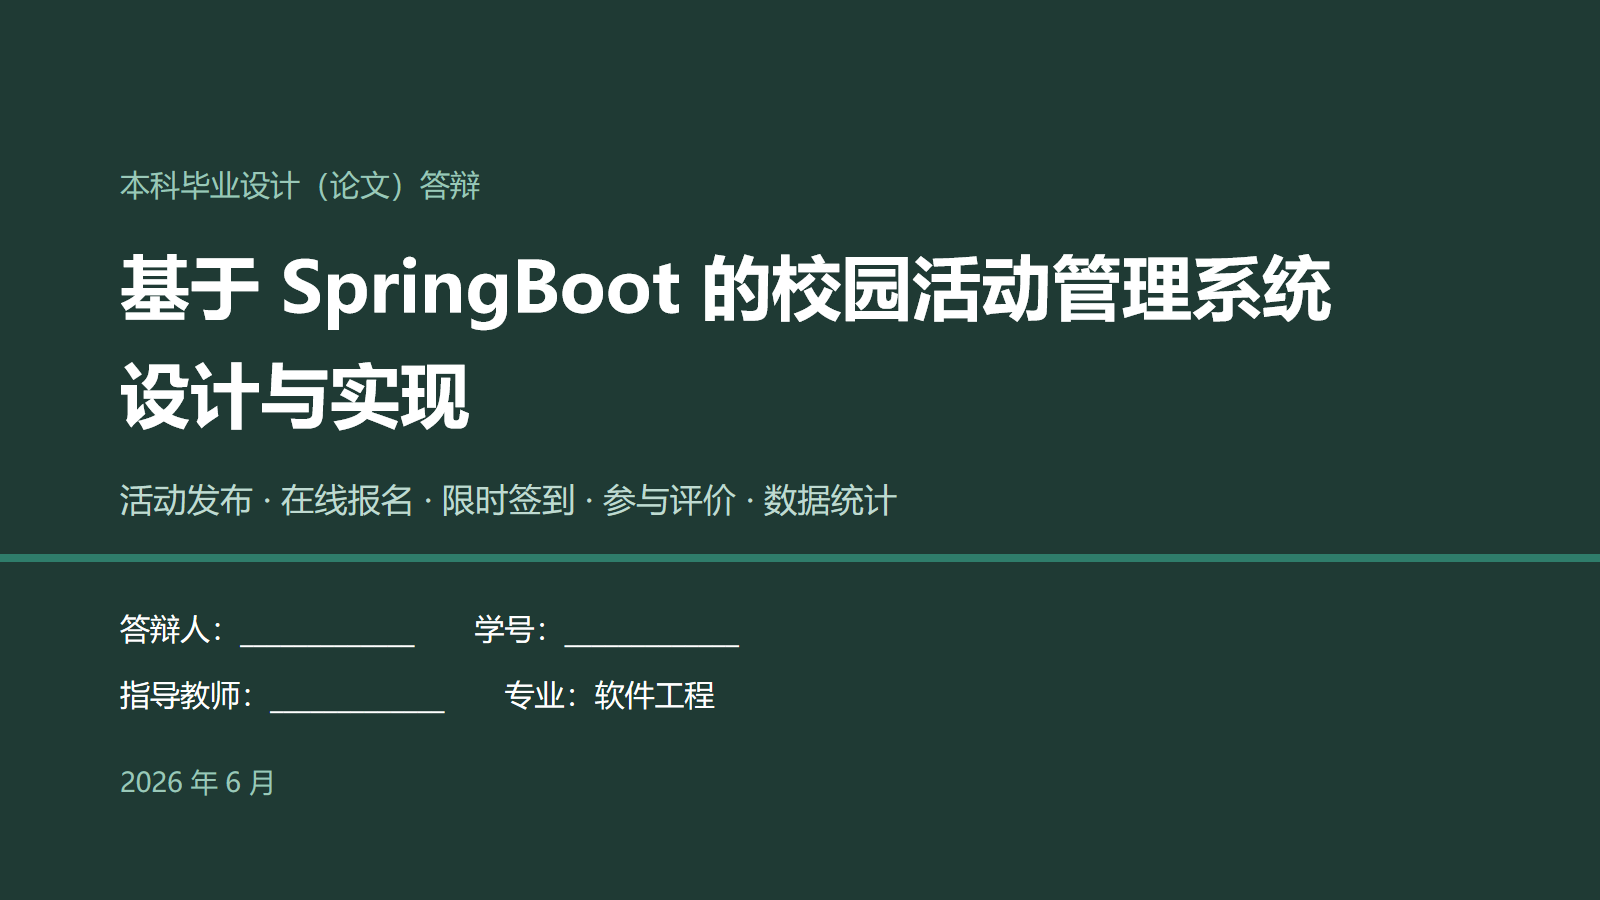 本科毕业设计（论文）答辩
基于 SpringBoot 的校园活动管理系统
设计与实现
活动发布 · 在线报名 · 限时签到 · 参与评价 · 数据统计
答辩人：____________ 学号：____________
指导教师：____________ 专业：软件工程
2026 年 6 月